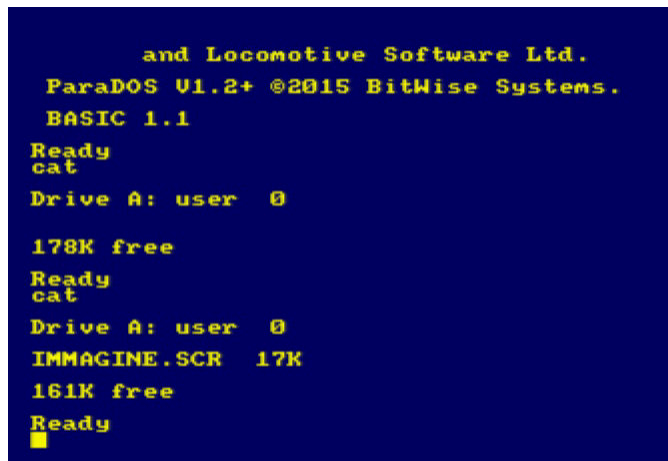 and Locomotive Software Ltd.
ParaDOS V1.2+ ©2015 BitWise Systems.
BASIC 1.1
Ready
cat
Drive A: user  0
178K free
Ready
cat
Drive A: user  0
IMMAGINE.SCR  17K
161K free
Ready